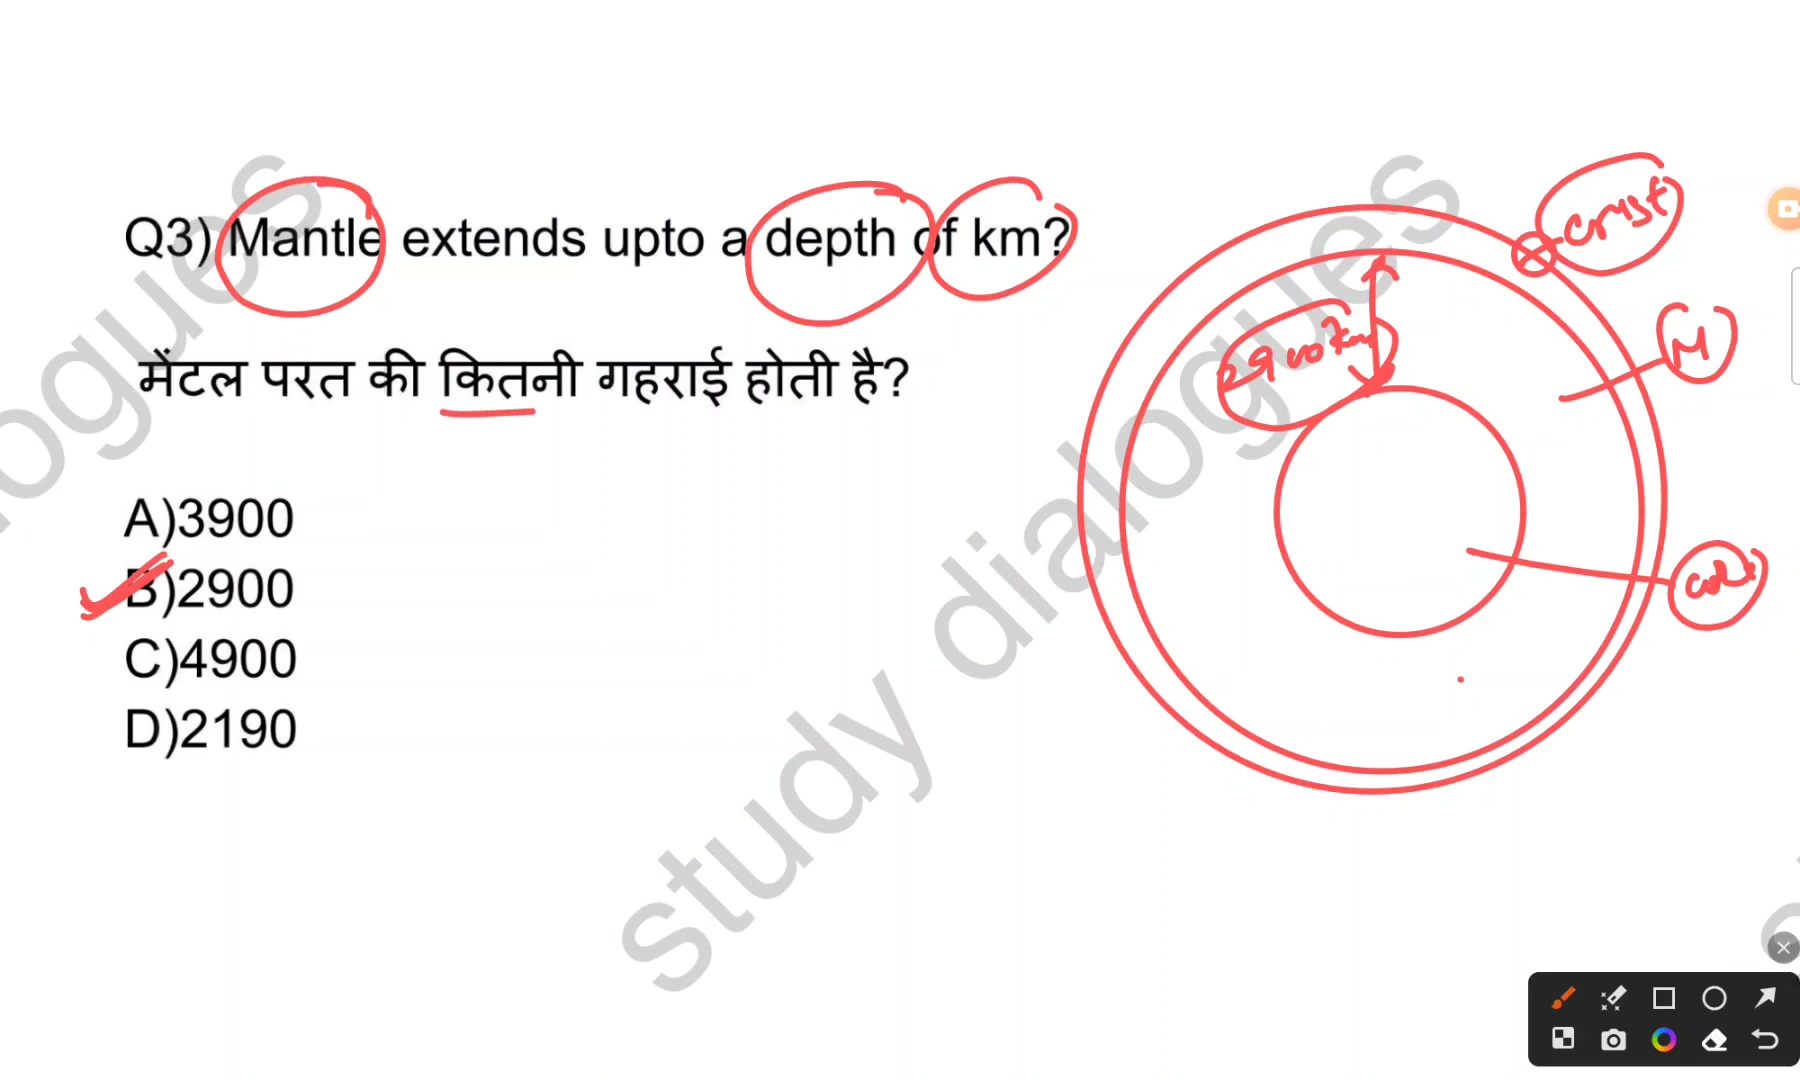 Q3) Mantle extends upto a depth of km?
मेंटल परत की कितनी गहराई होती है?
A)3900
B)2900
C)4900
D)2190
crust
M
2900km
core
study dialogues
ogues